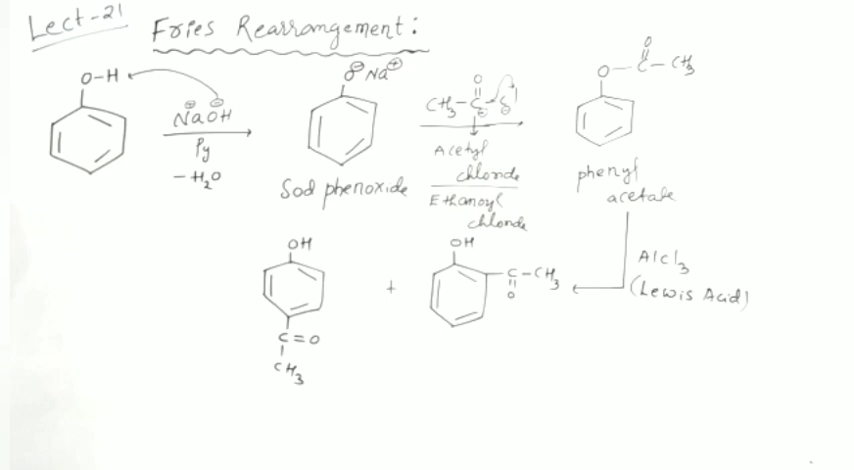 Lect-21
Fries Rearrangement:
O-H
⊕ ⊖
NaOH
Py
-H2O
⊖ ⊕
O Na
Sod phenoxide
O
CH3-C-Cl
Acetyl
chloride
Ethanoyl
chloride
O
O-C-CH3
phenyl
acetate
AlCl3
(Lewis Acid)
OH
C=O
CH3
+
OH
C-CH3
O